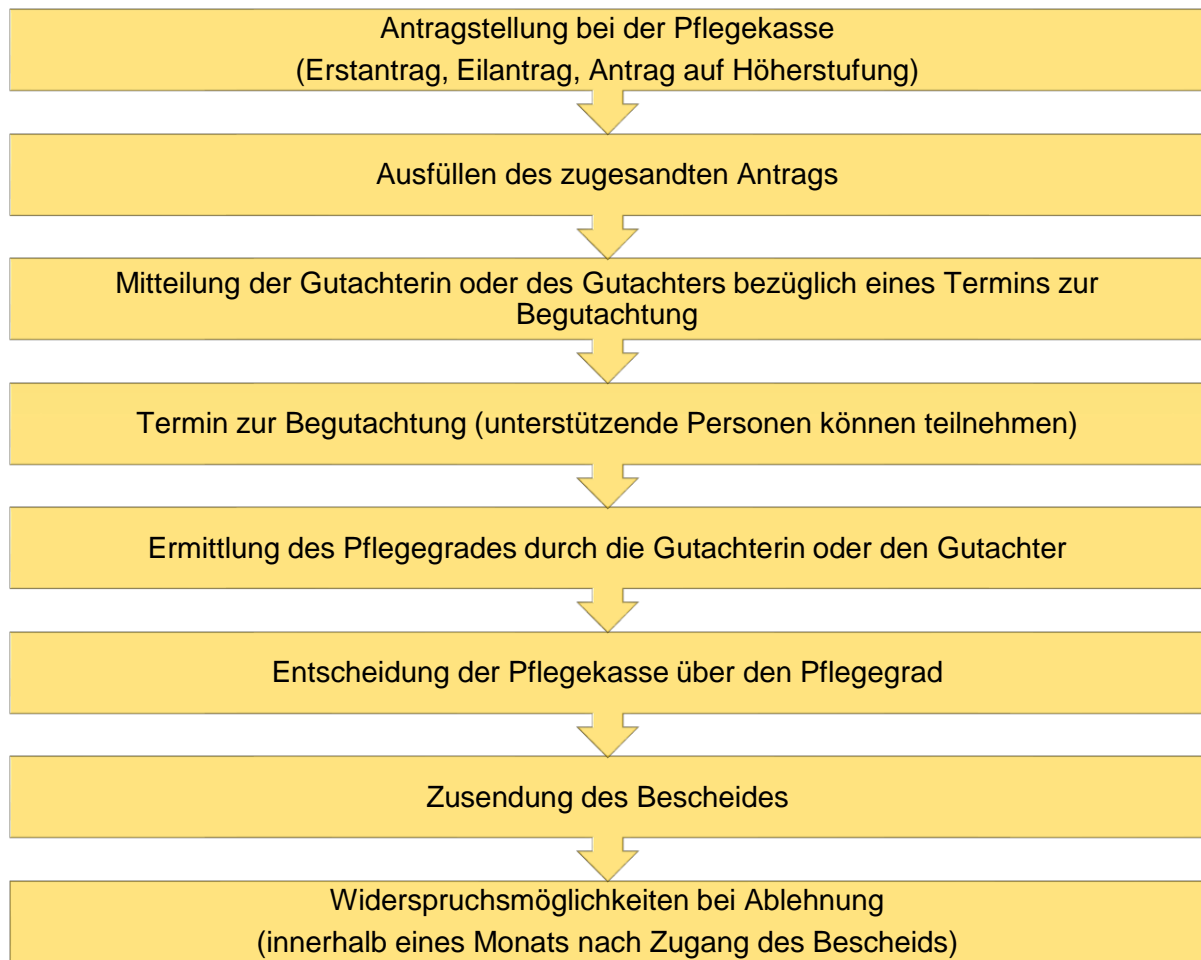 Antragstellung bei der Pflegekasse
(Erstantrag, Eilantrag, Antrag auf Höherstufung)
Ausfüllen des zugesandten Antrags
Mitteilung der Gutachterin oder des Gutachters bezüglich eines Termins zur
Begutachtung
Termin zur Begutachtung (unterstützende Personen können teilnehmen)
Ermittlung des Pflegegrades durch die Gutachterin oder den Gutachter
Entscheidung der Pflegekasse über den Pflegegrad
Zusendung des Bescheides
Widerspruchsmöglichkeiten bei Ablehnung
(innerhalb eines Monats nach Zugang des Bescheids)